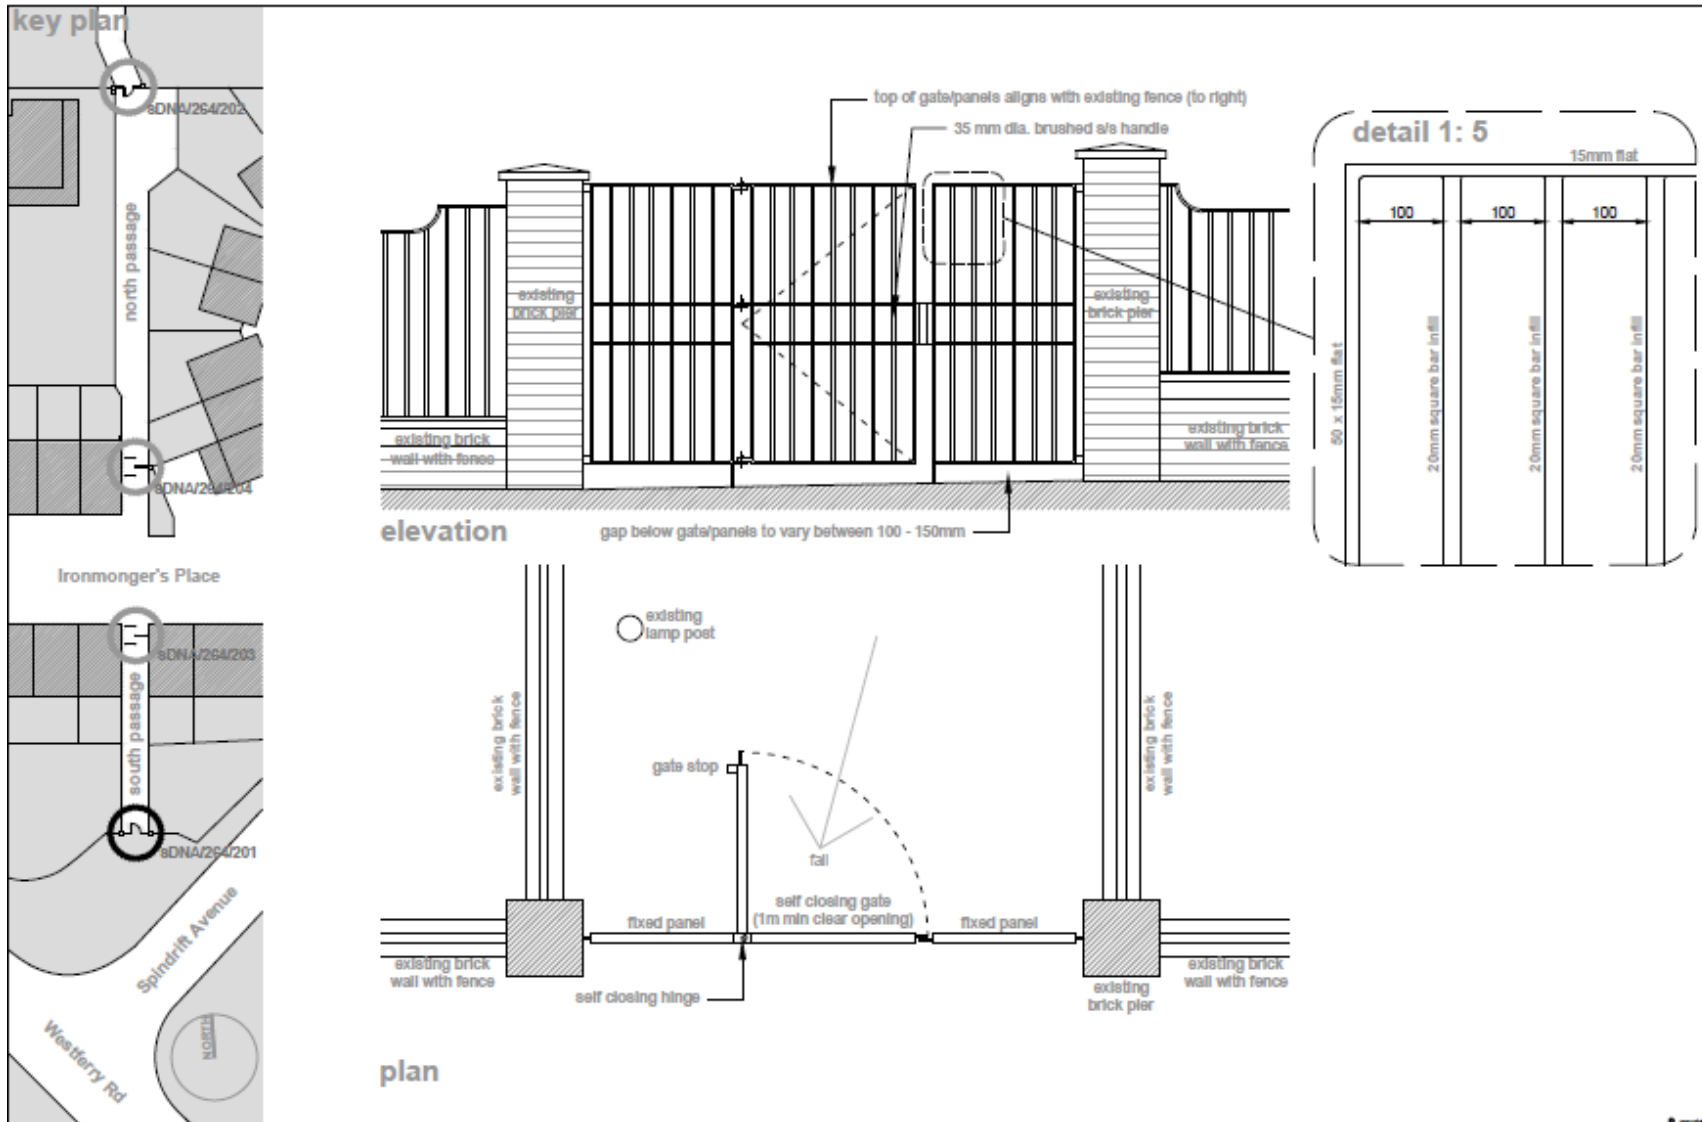 key plan
sDNA/264/202
north passage
sDNA/264/204
Ironmonger's Place
sDNA/264/203
south passage
sDNA/264/201
Spindrift Avenue
Westferry Rd
NORTH
top of gate/panels aligns with existing fence (to right)
35 mm dia. brushed s/s handle
existing
brick pier
existing
brick pier
existing brick
wall with fence
existing brick
wall with fence
elevation
gap below gate/panels to vary between 100 - 150mm
detail 1: 5
15mm flat
100
100
100
50 x 15mm flat
20mm square bar infill
20mm square bar infill
20mm square bar infill
existing
lamp post
existing brick
wall with fence
existing brick
wall with fence
gate stop
fall
self closing gate
(1m min clear opening)
fixed panel
fixed panel
existing brick
wall with fence
self closing hinge
existing
brick pier
existing brick
wall with fence
plan